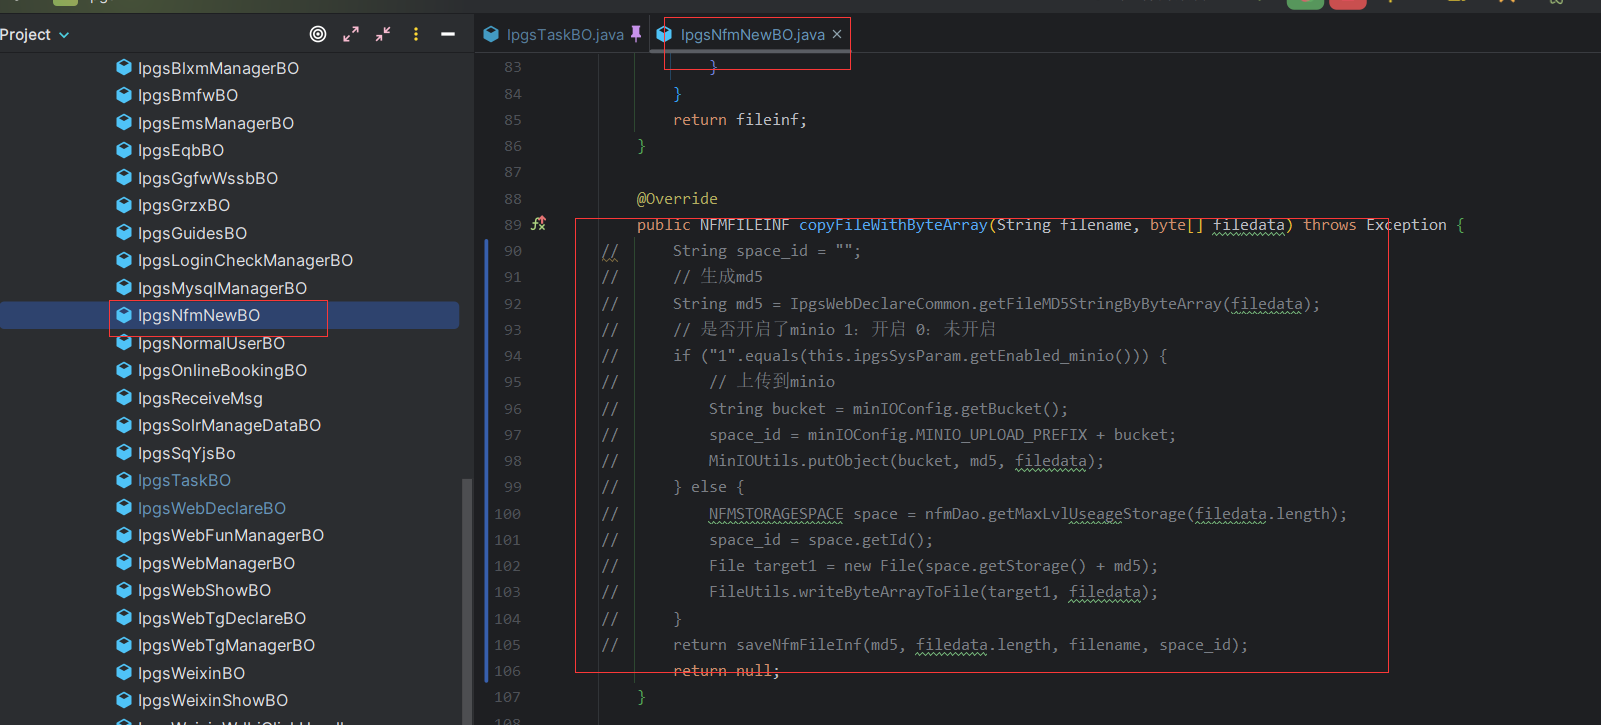 Project
IpgsBlxmManagerBO
IpgsBmfwBO
IpgsEmsManagerBO
IpgsEqbBO
IpgsGgfwWssbBO
IpgsGrzxBO
IpgsGuidesBO
IpgsLoginCheckManagerBO
IpgsMysqlManagerBO
IpgsNfmNewBO
IpgsNormalUserBO
IpgsOnlineBookingBO
IpgsReceiveMsg
IpgsSolrManageDataBO
IpgsSqYjsBo
IpgsTaskBO
IpgsWebDeclareBO
IpgsWebFunManagerBO
IpgsWebManagerBO
IpgsWebShowBO
IpgsWebTgDeclareBO
IpgsWebTgManagerBO
IpgsWeixinBO
IpgsWeixinShowBO
IpgsTaskBO.java
IpgsNfmNewBO.java
83 }
84 }
85 return fileinf;
86 }
87
88 @Override
89 public NFMFILEINF copyFileWithByteArray(String filename, byte[] filedata) throws Exception {
90 // String space_id = "";
91 // // 生成md5
92 // String md5 = IpgsWebDeclareCommon.getFileMD5StringByByteArray(filedata);
93 // // 是否开启了minio 1：开启 0：未开启
94 // if ("1".equals(this.ipgsSysParam.getEnabled_minio())) {
95 // // 上传到minio
96 // String bucket = minIOConfig.getBucket();
97 // space_id = minIOConfig.MINIO_UPLOAD_PREFIX + bucket;
98 // MinIOUtils.putObject(bucket, md5, filedata);
99 // } else {
100 // NFMSTORAGESPACE space = nfmDao.getMaxLvlUseageStorage(filedata.length);
101 // space_id = space.getId();
102 // File target1 = new File(space.getStorage() + md5);
103 // FileUtils.writeByteArrayToFile(target1, filedata);
104 // }
105 // return saveNfmFileInf(md5, filedata.length, filename, space_id);
106 return null;
107 }
108